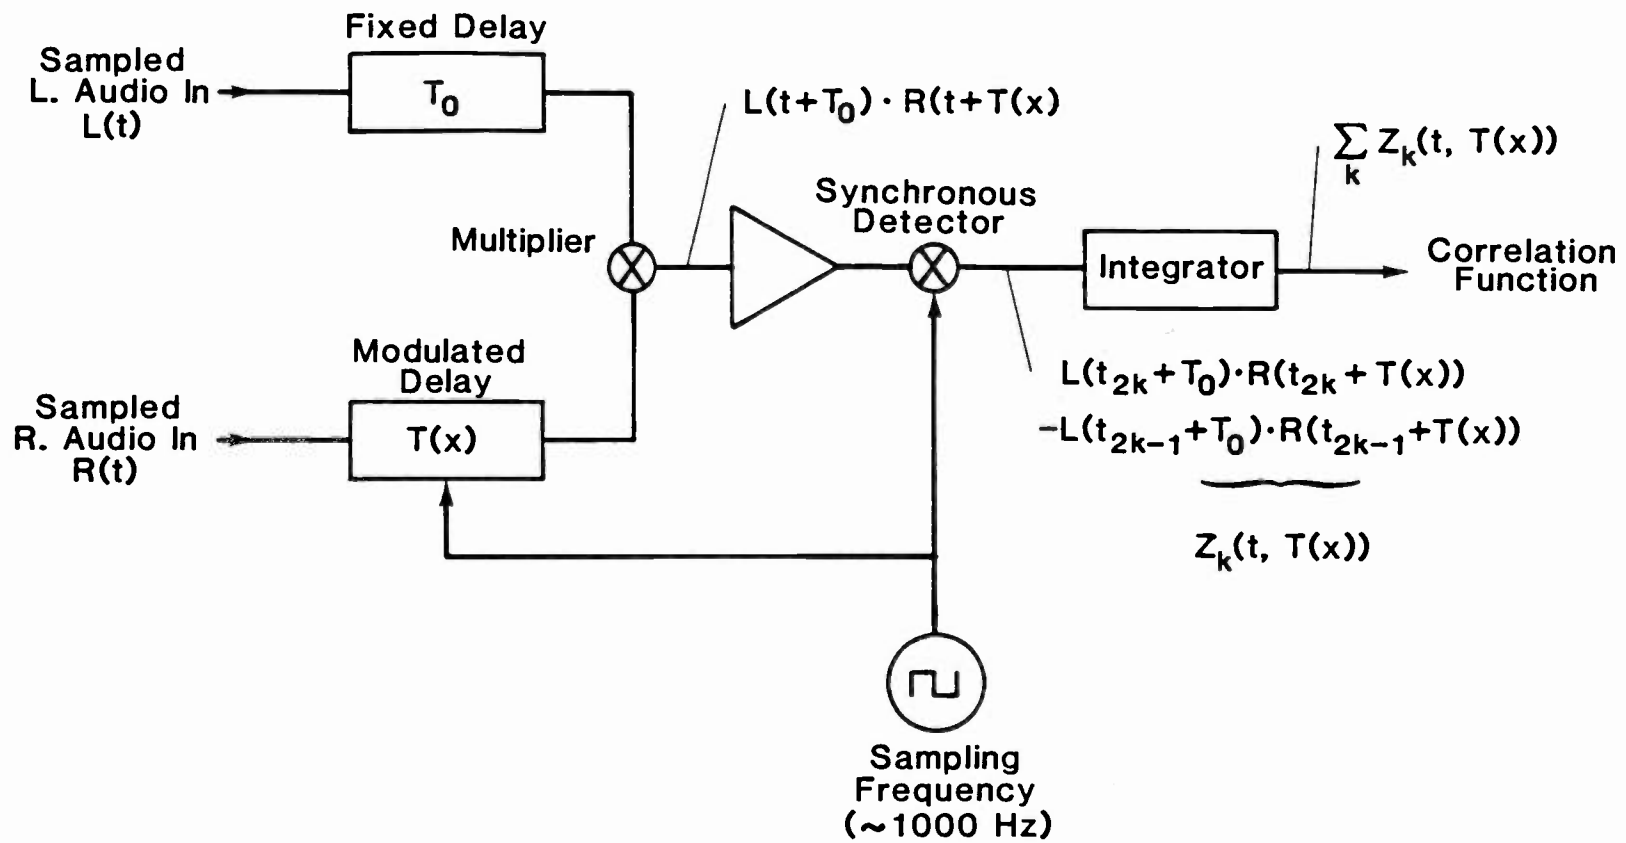 Fixed Delay
Sampled
L. Audio In
L(t)
T₀
L(t+T₀)·R(t+T(x)
∑ Zₖ(t, T(x))
k
Synchronous
Detector
Multiplier
Integrator
Correlation
Function
Modulated
Delay
Sampled
R. Audio In
R(t)
T(x)
L(t₂ₖ+T₀)·R(t₂ₖ+T(x))
-L(t₂ₖ₋₁+T₀)·R(t₂ₖ₋₁+T(x))
Zₖ(t, T(x))
Sampling
Frequency
(~1000 Hz)